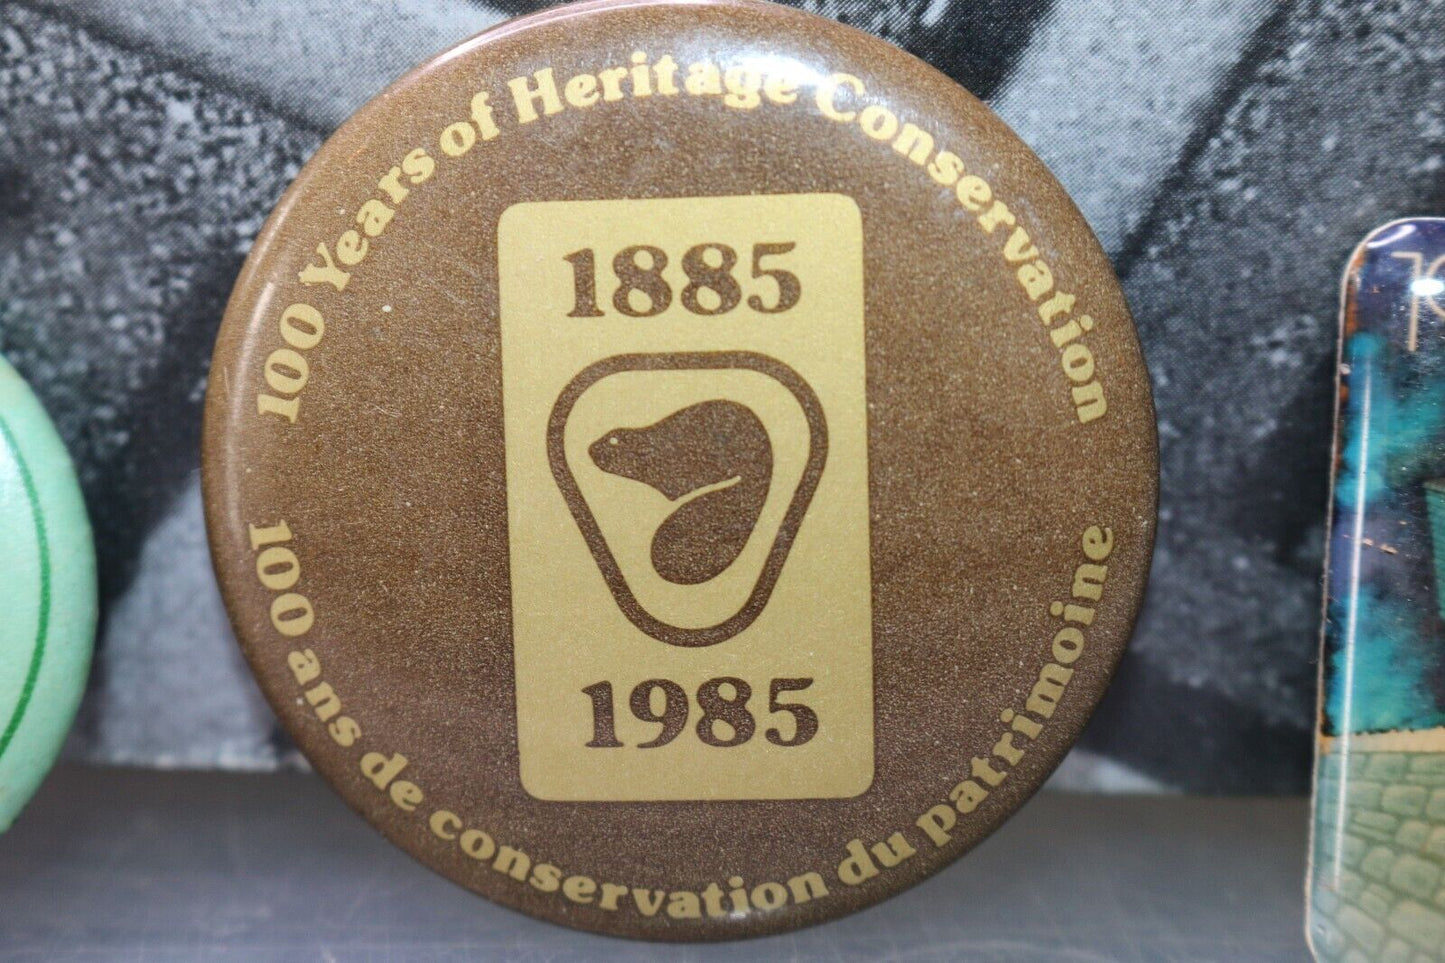 100 Years of Heritage Conservation
1885
1985
100 ans de conservation du patrimoine